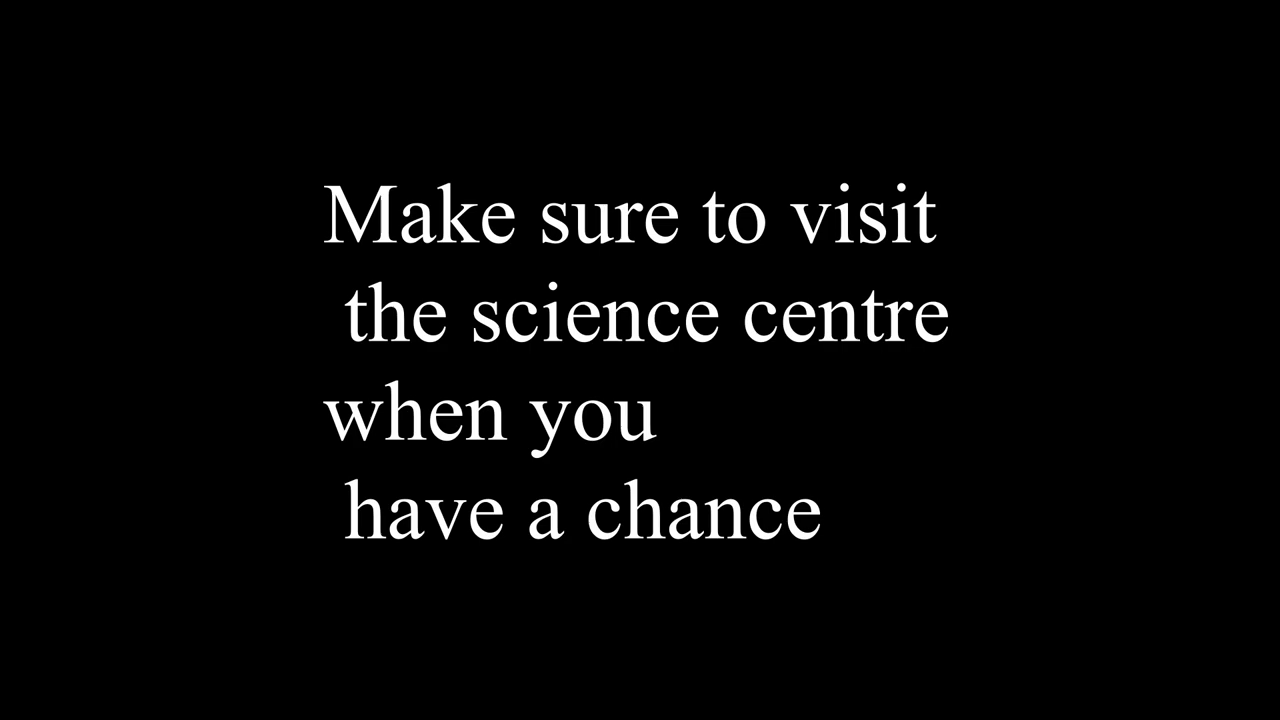 Make sure to visit
the science centre
when you
have a chance